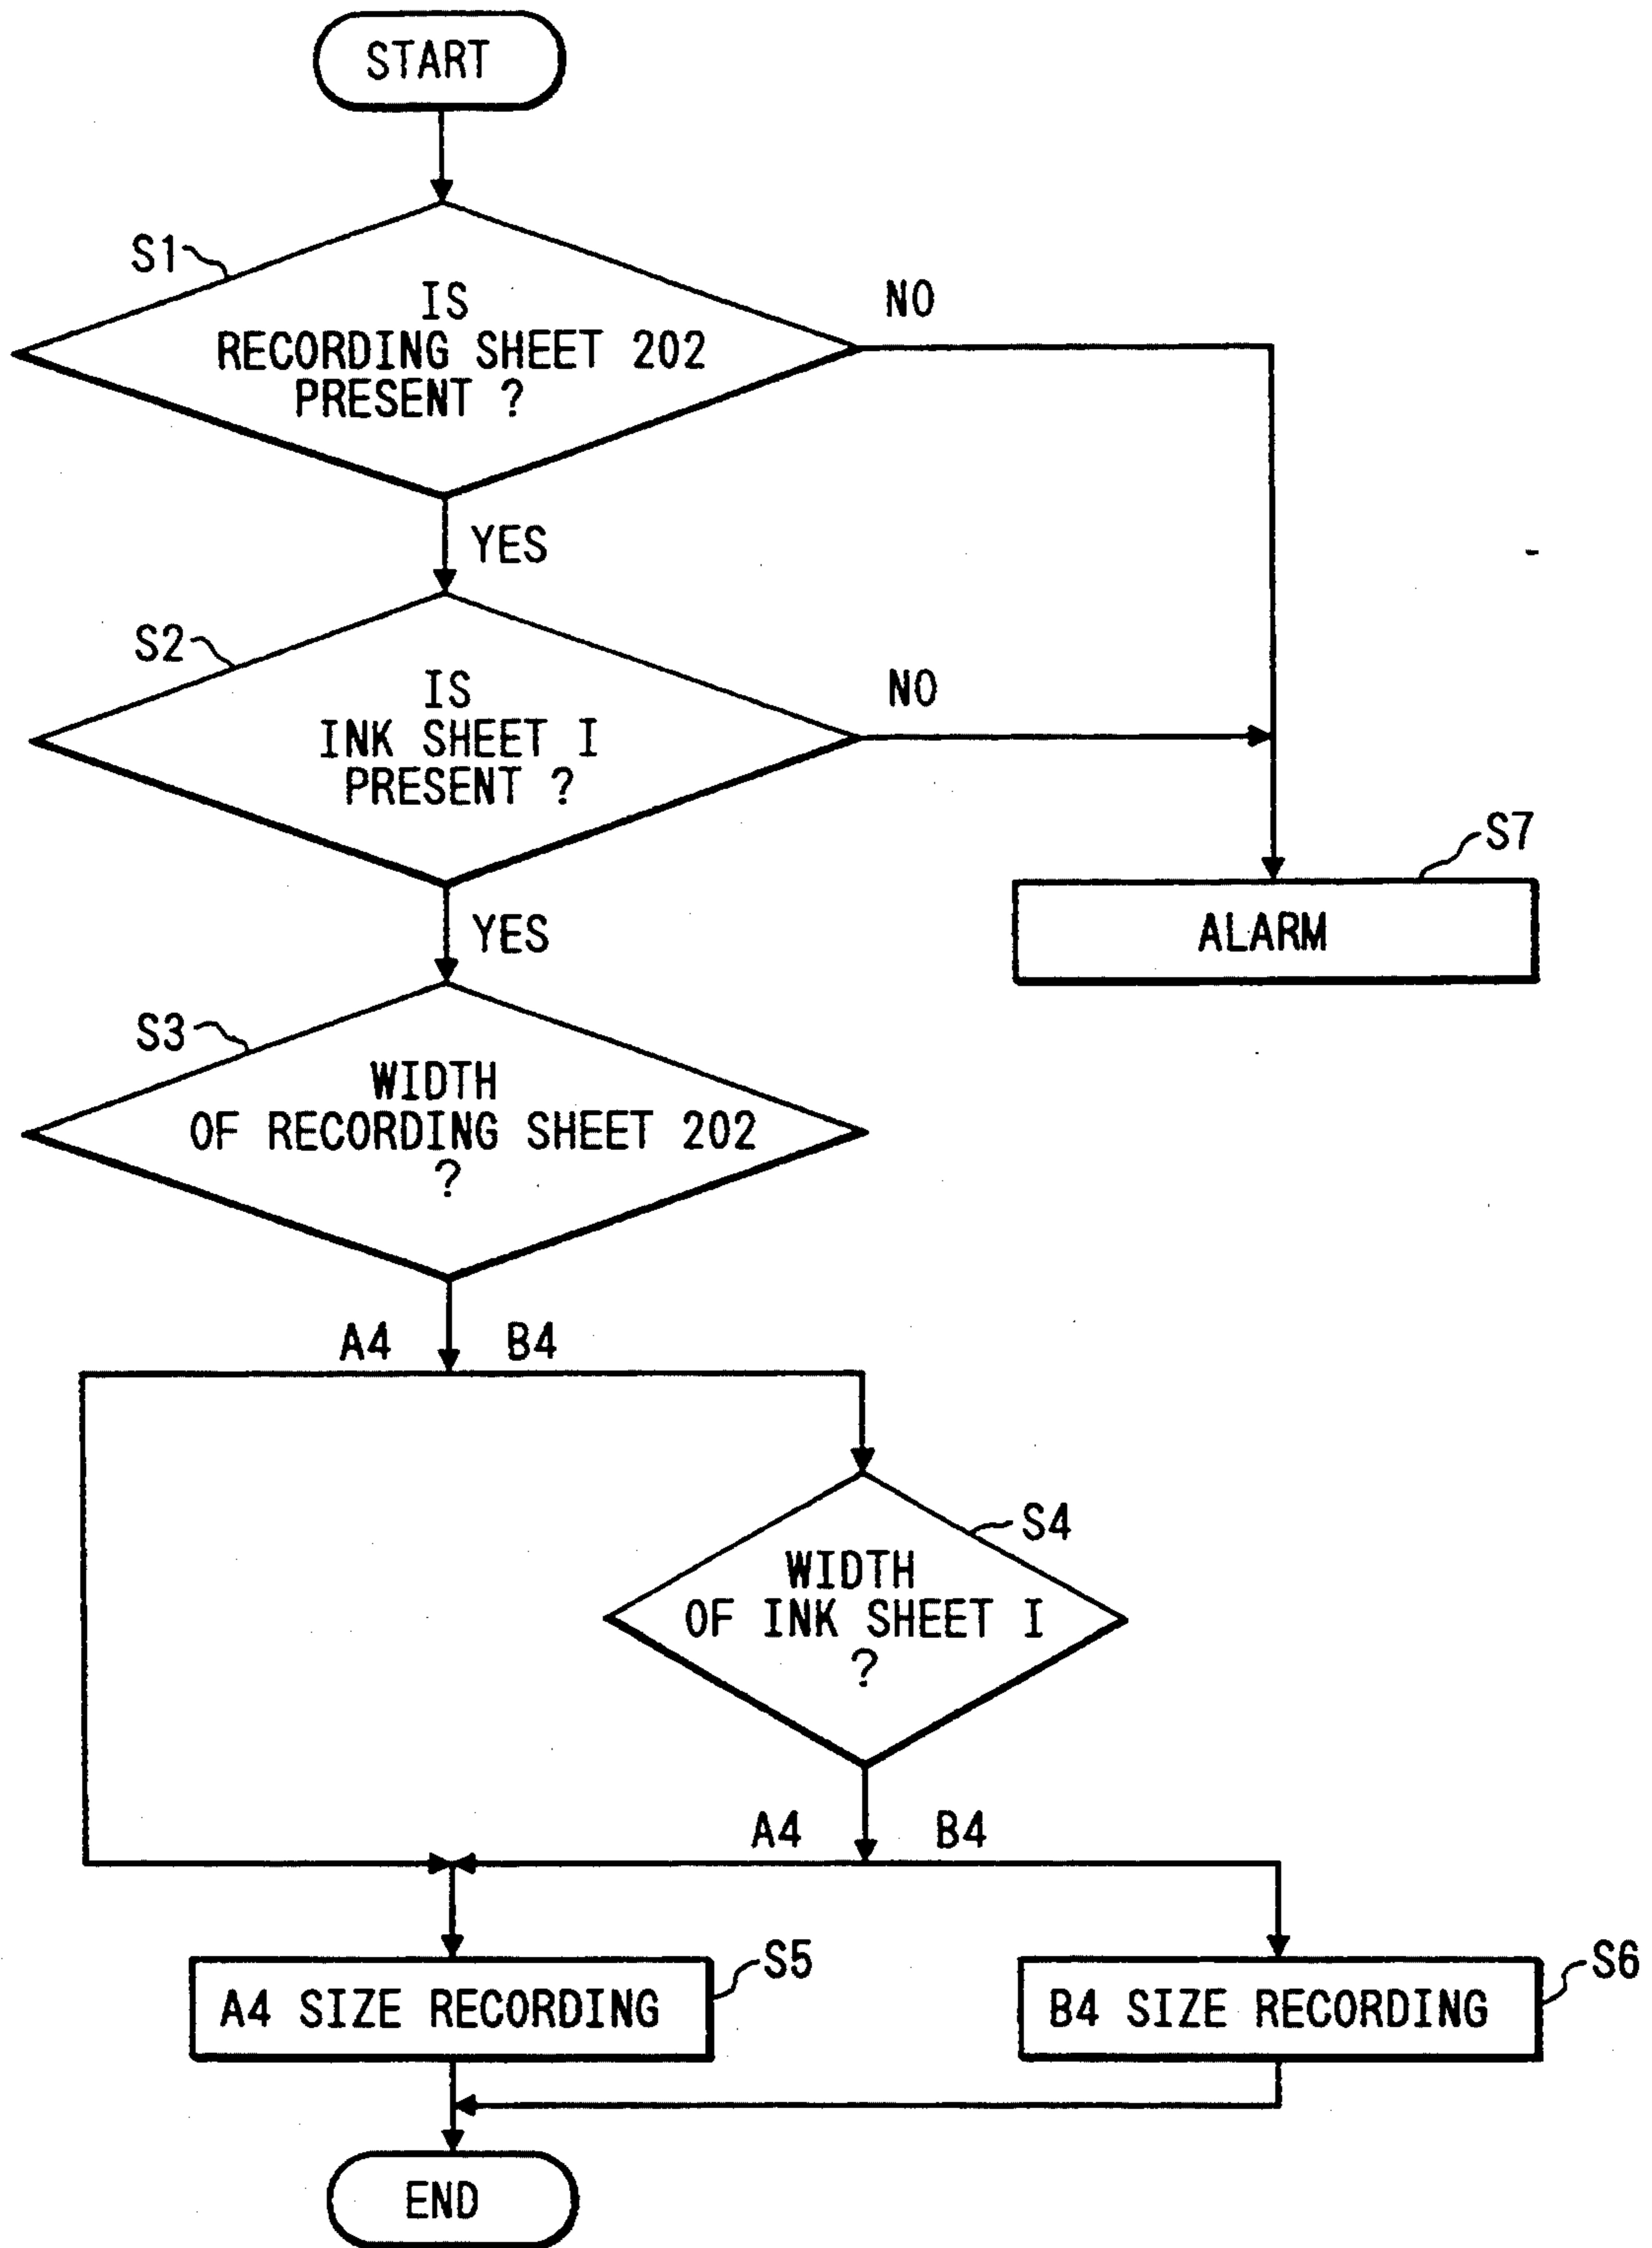 START
S1
IS
RECORDING SHEET 202
PRESENT ?
NO
YES
S2
IS
INK SHEET I
PRESENT ?
NO
S7
ALARM
YES
S3
WIDTH
OF RECORDING SHEET 202
?
A4
B4
S4
WIDTH
OF INK SHEET I
?
A4
B4
S5
A4 SIZE RECORDING
S6
B4 SIZE RECORDING
END